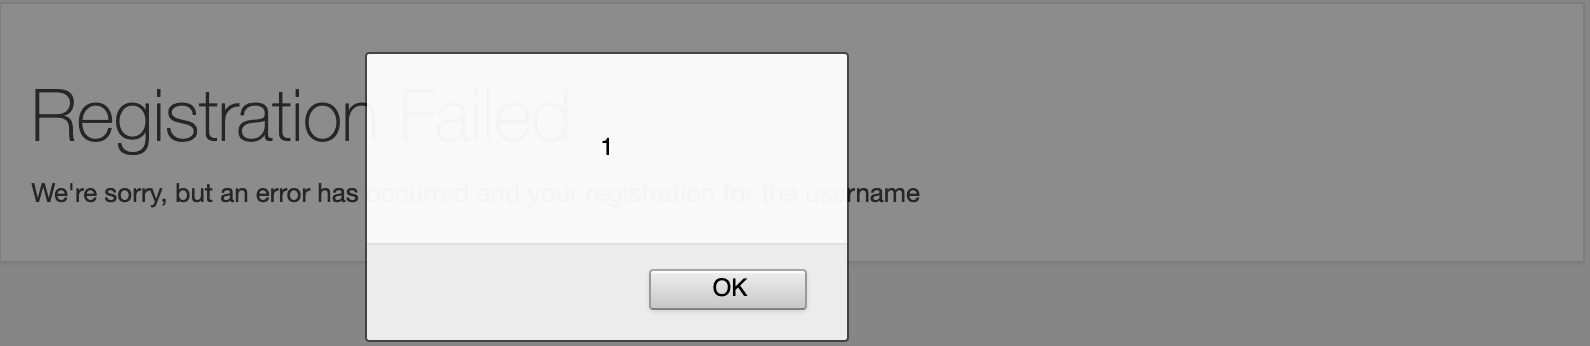 Registration Failed
1
We're sorry, but an error has occurred and your registration for the username
OK